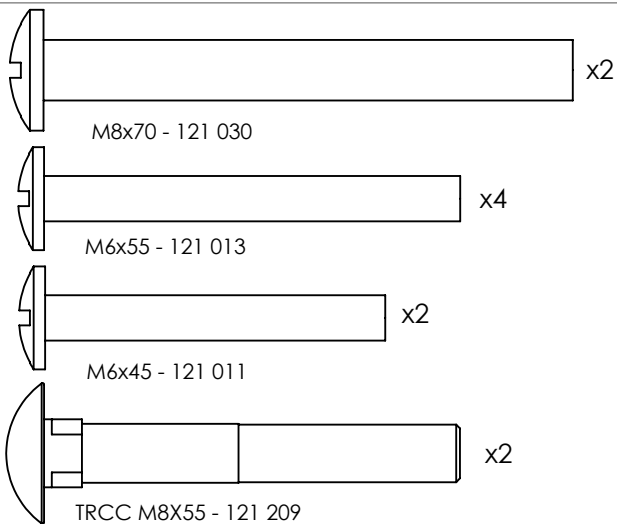 x2
M8x70 - 121 030
x4
M6x55 - 121 013
x2
M6x45 - 121 011
x2
TRCC M8X55 - 121 209